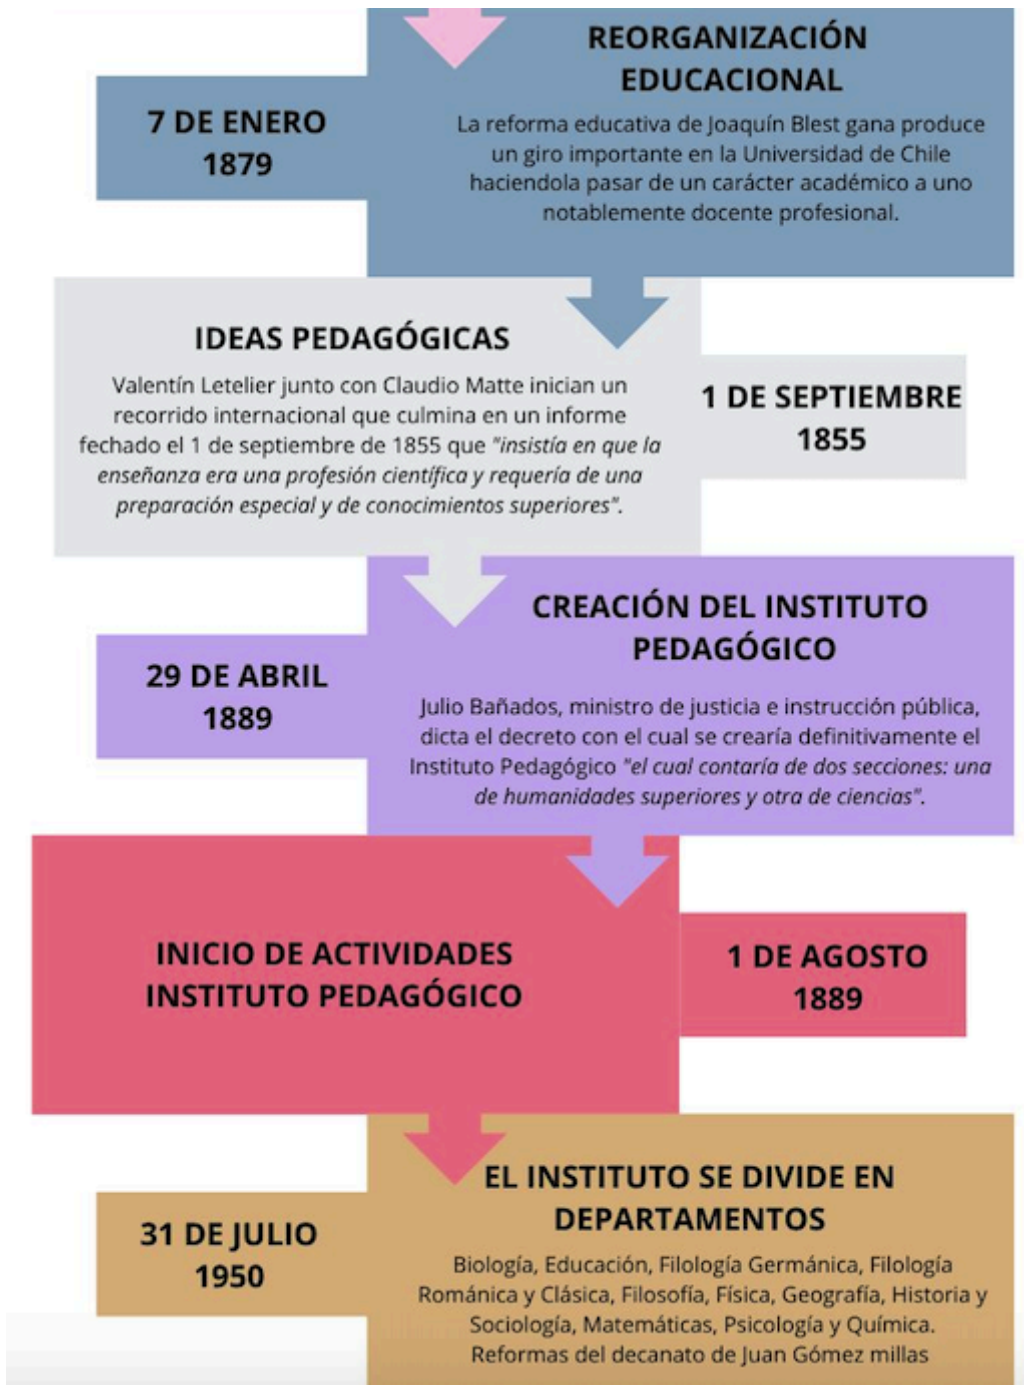 REORGANIZACIÓN
EDUCACIONAL
7 DE ENERO
1879
La reforma educativa de Joaquín Blest gana produce
un giro importante en la Universidad de Chile
haciendola pasar de un carácter académico a uno
notablemente docente profesional.
IDEAS PEDAGÓGICAS
Valentín Letelier junto con Claudio Matte inician un
recorrido internacional que culmina en un informe
fechado el 1 de septiembre de 1855 que "insistía en que la
enseñanza era una profesión científica y requería de una
preparación especial y de conocimientos superiores".
1 DE SEPTIEMBRE
1855
CREACIÓN DEL INSTITUTO
PEDAGÓGICO
29 DE ABRIL
1889
Julio Bañados, ministro de justicia e instrucción pública,
dicta el decreto con el cual se crearía definitivamente el
Instituto Pedagógico "el cual contaría de dos secciones: una
de humanidades superiores y otra de ciencias".
INICIO DE ACTIVIDADES
INSTITUTO PEDAGÓGICO
1 DE AGOSTO
1889
EL INSTITUTO SE DIVIDE EN
DEPARTAMENTOS
31 DE JULIO
1950
Biología, Educación, Filología Germánica, Filología
Románica y Clásica, Filosofía, Física, Geografía, Historia y
Sociología, Matemáticas, Psicología y Química.
Reformas del decanato de Juan Gómez millas